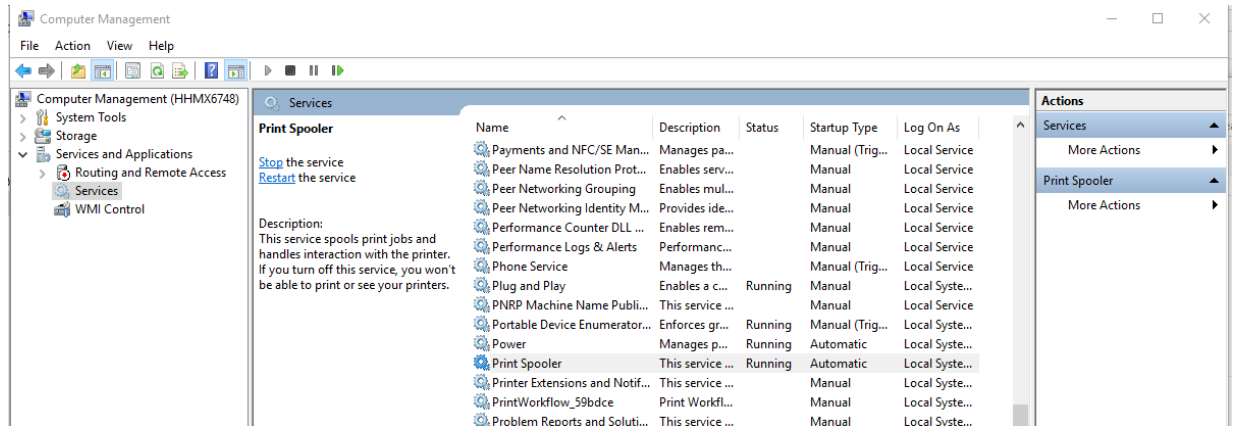 Computer Management
File Action View Help
Computer Management (HHMX6748)
System Tools
Storage
Services and Applications
Routing and Remote Access
Services
WMI Control
Services
Print Spooler
Stop the service
Restart the service
Description:
This service spools print jobs and
handles interaction with the printer.
If you turn off this service, you won't
be able to print or see your printers.
Name Description Status Startup Type Log On As
Payments and NFC/SE Man... Manages pa... Manual (Trig... Local Service
Peer Name Resolution Prot... Enables serv... Manual Local Service
Peer Networking Grouping Enables mul... Manual Local Service
Peer Networking Identity M... Provides ide... Manual Local Service
Performance Counter DLL ... Enables rem... Manual Local Service
Performance Logs & Alerts Performanc... Manual Local Service
Phone Service Manages th... Manual (Trig... Local Service
Plug and Play Enables a c... Running Manual Local Syste...
PNRP Machine Name Publi... This service ... Manual Local Service
Portable Device Enumerator... Enforces gr... Running Manual (Trig... Local Syste...
Power Manages p... Running Automatic Local Syste...
Print Spooler This service ... Running Automatic Local Syste...
Printer Extensions and Notif... This service ... Manual Local Syste...
PrintWorkflow_59bdce Print Workfl... Manual Local Syste...
Problem Reports and Soluti... This service ... Manual Local Syste...
Actions
Services
More Actions
Print Spooler
More Actions